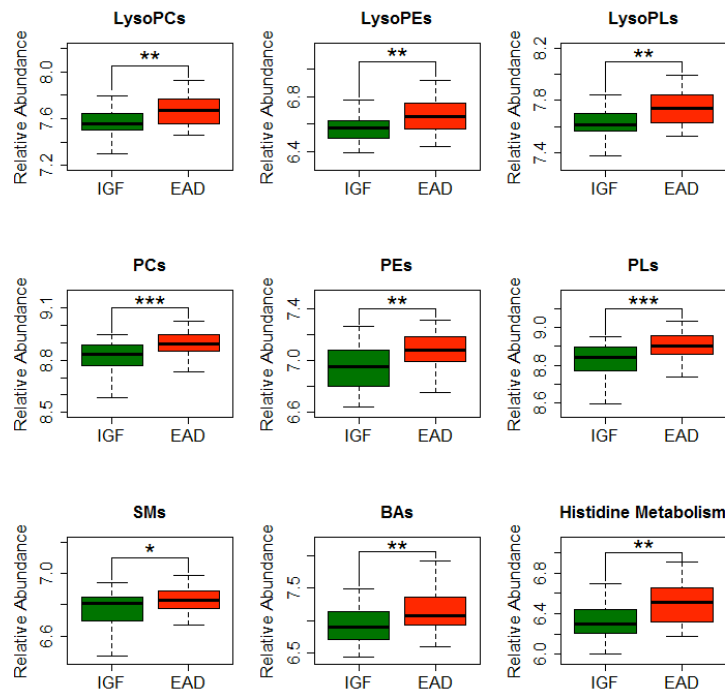 LysoPCs
LysoPEs
LysoPLs
Relative Abundance
7.2 7.6 8.0
**
IGF EAD
Relative Abundance
6.4 6.8
**
IGF EAD
Relative Abundance
7.4 7.8 8.2
**
IGF EAD
PCs
PEs
PLs
Relative Abundance
8.5 8.8 9.1
***
IGF EAD
Relative Abundance
6.6 7.0 7.4
**
IGF EAD
Relative Abundance
8.6 8.8 9.0
***
IGF EAD
SMs
BAs
Histidine Metabolism
Relative Abundance
6.6 7.0
*
IGF EAD
Relative Abundance
6.5 7.5
**
IGF EAD
Relative Abundance
6.0 6.4 6.8
**
IGF EAD